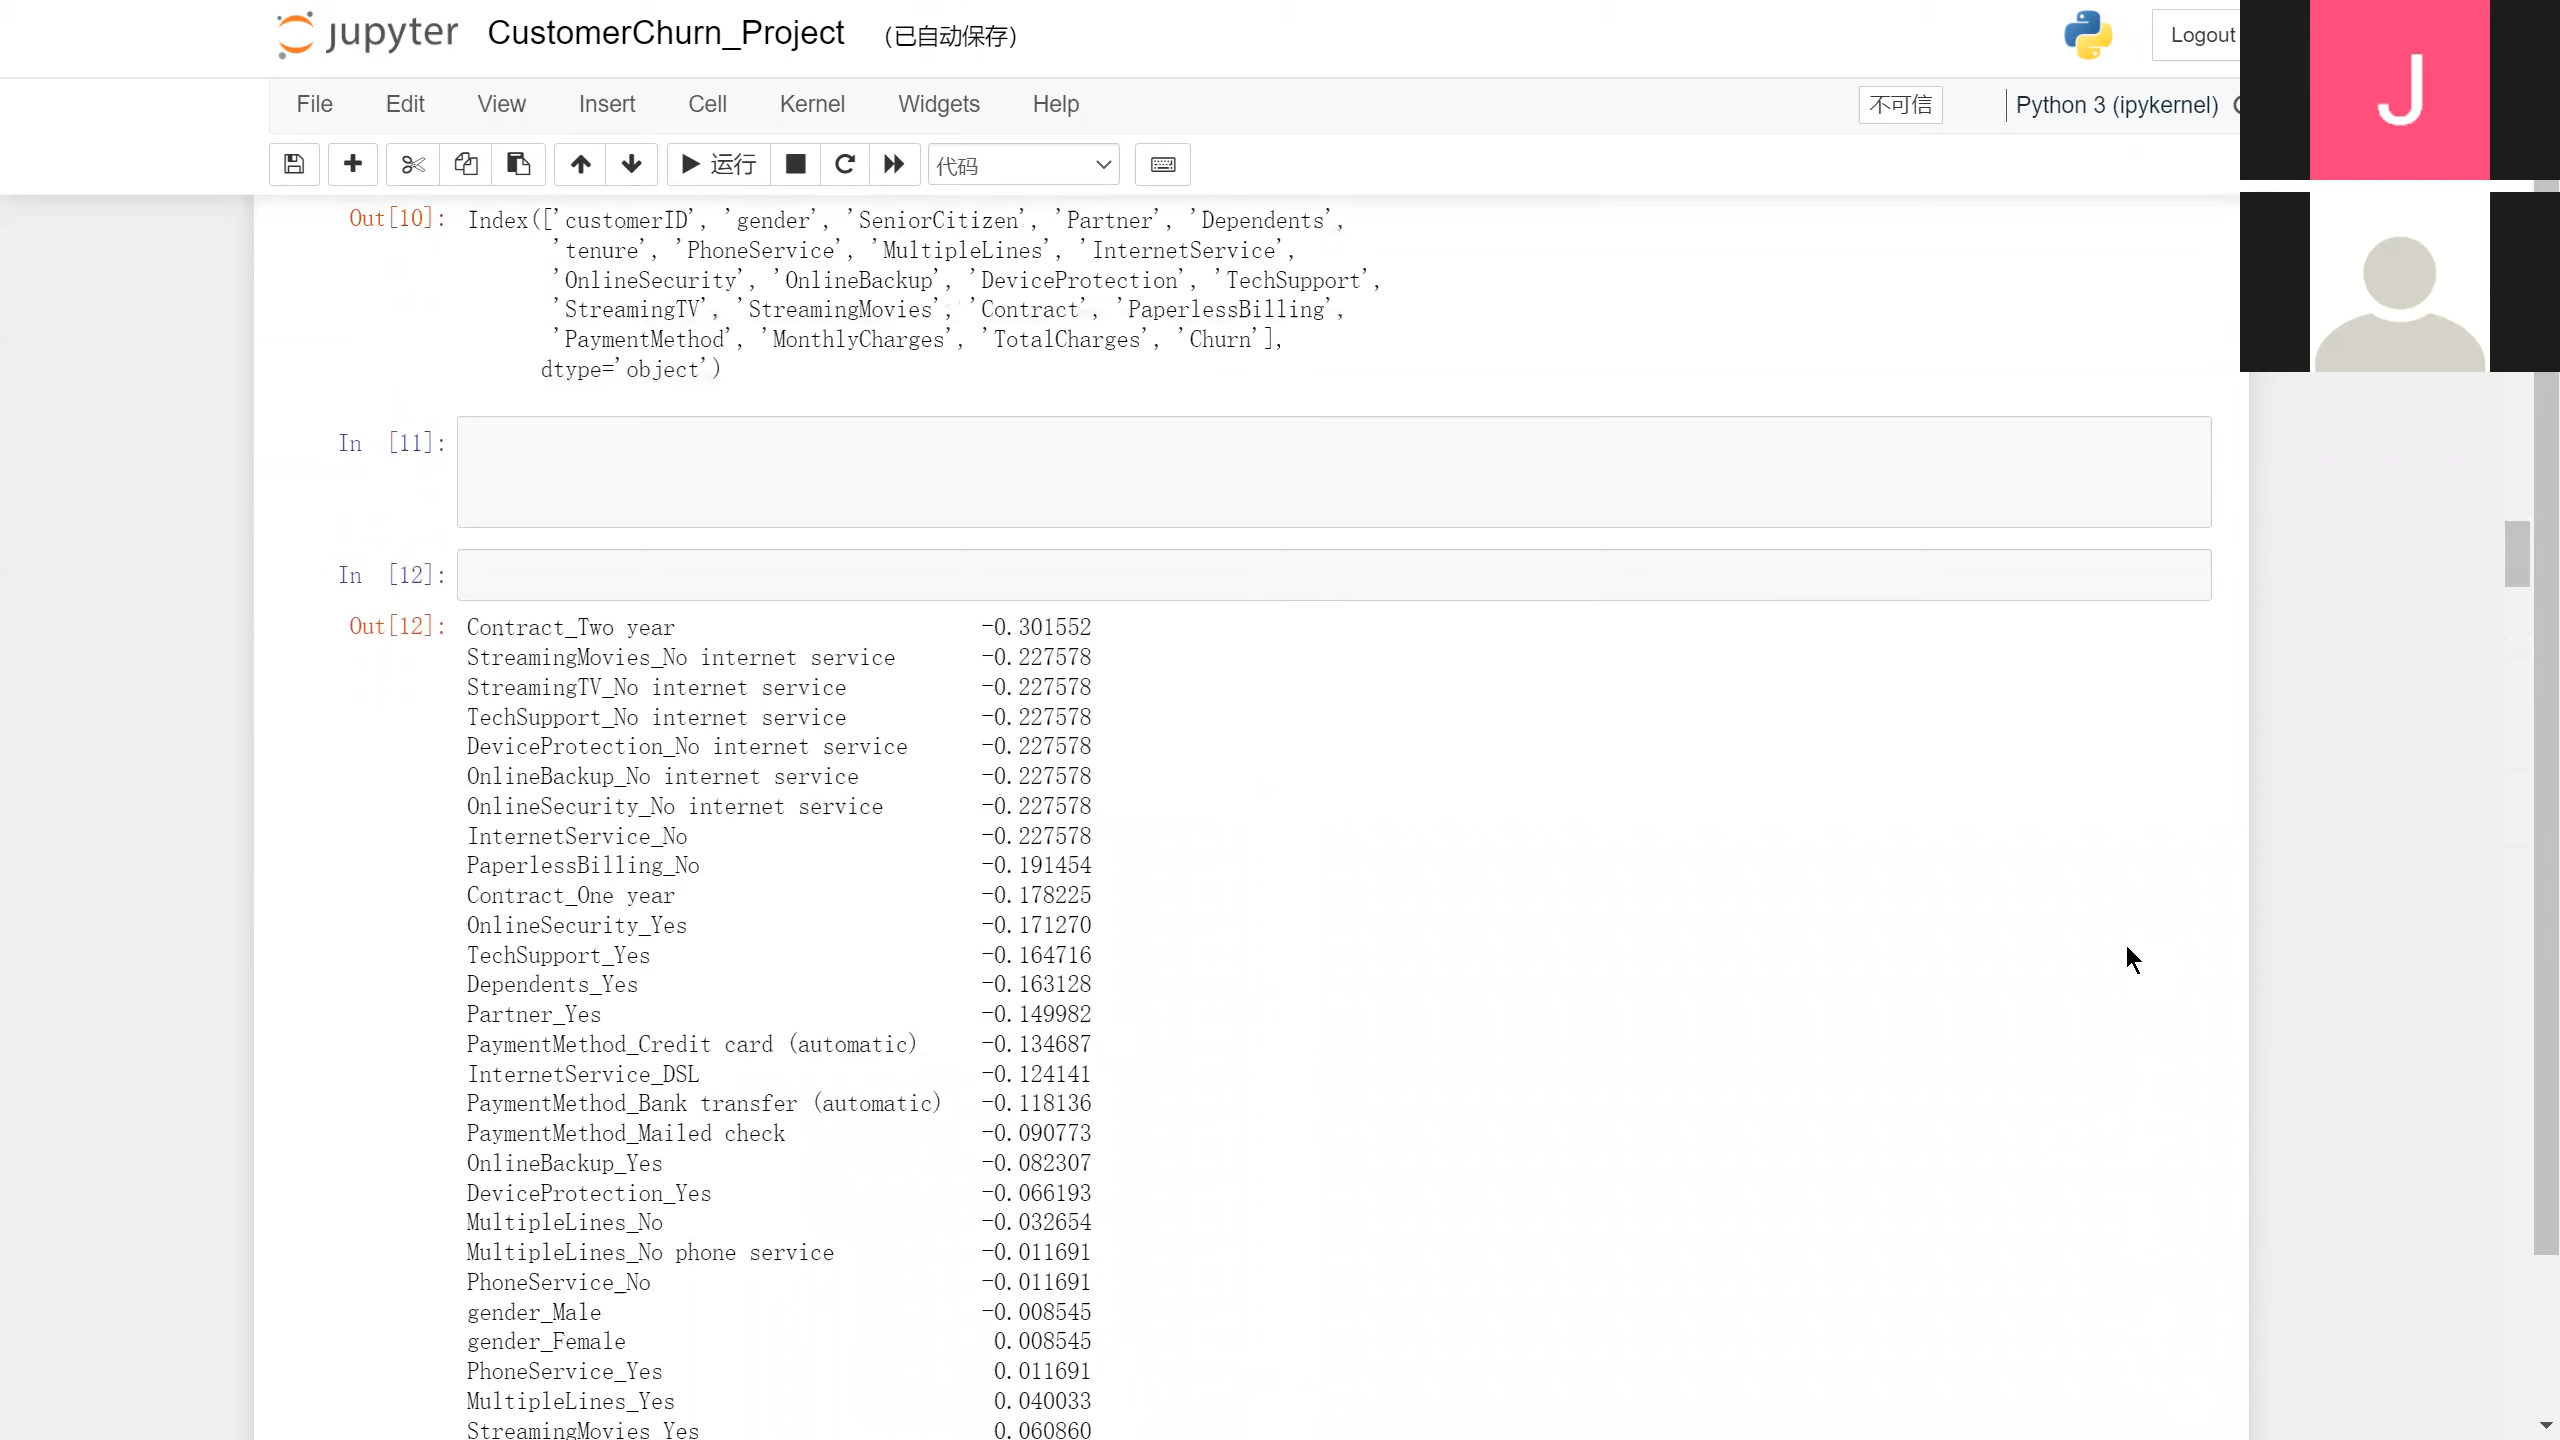 jupyter CustomerChurn_Project (已自动保存) Logout
J
File Edit View Insert Cell Kernel Widgets Help 不可信 Python 3 (ipykernel)
运行 代码
Out[10]: Index(['customerID', 'gender', 'SeniorCitizen', 'Partner', 'Dependents',
'tenure', 'PhoneService', 'MultipleLines', 'InternetService',
'OnlineSecurity', 'OnlineBackup', 'DeviceProtection', 'TechSupport',
'StreamingTV', 'StreamingMovies', 'Contract', 'PaperlessBilling',
'PaymentMethod', 'MonthlyCharges', 'TotalCharges', 'Churn'],
dtype='object')
In [11]:
In [12]:
Out[12]: Contract_Two year -0.301552
StreamingMovies_No internet service -0.227578
StreamingTV_No internet service -0.227578
TechSupport_No internet service -0.227578
DeviceProtection_No internet service -0.227578
OnlineBackup_No internet service -0.227578
OnlineSecurity_No internet service -0.227578
InternetService_No -0.227578
PaperlessBilling_No -0.191454
Contract_One year -0.178225
OnlineSecurity_Yes -0.171270
TechSupport_Yes -0.164716
Dependents_Yes -0.163128
Partner_Yes -0.149982
PaymentMethod_Credit card (automatic) -0.134687
InternetService_DSL -0.124141
PaymentMethod_Bank transfer (automatic) -0.118136
PaymentMethod_Mailed check -0.090773
OnlineBackup_Yes -0.082307
DeviceProtection_Yes -0.066193
MultipleLines_No -0.032654
MultipleLines_No phone service -0.011691
PhoneService_No -0.011691
gender_Male -0.008545
gender_Female 0.008545
PhoneService_Yes 0.011691
MultipleLines_Yes 0.040033
StreamingMovies_Yes 0.060860